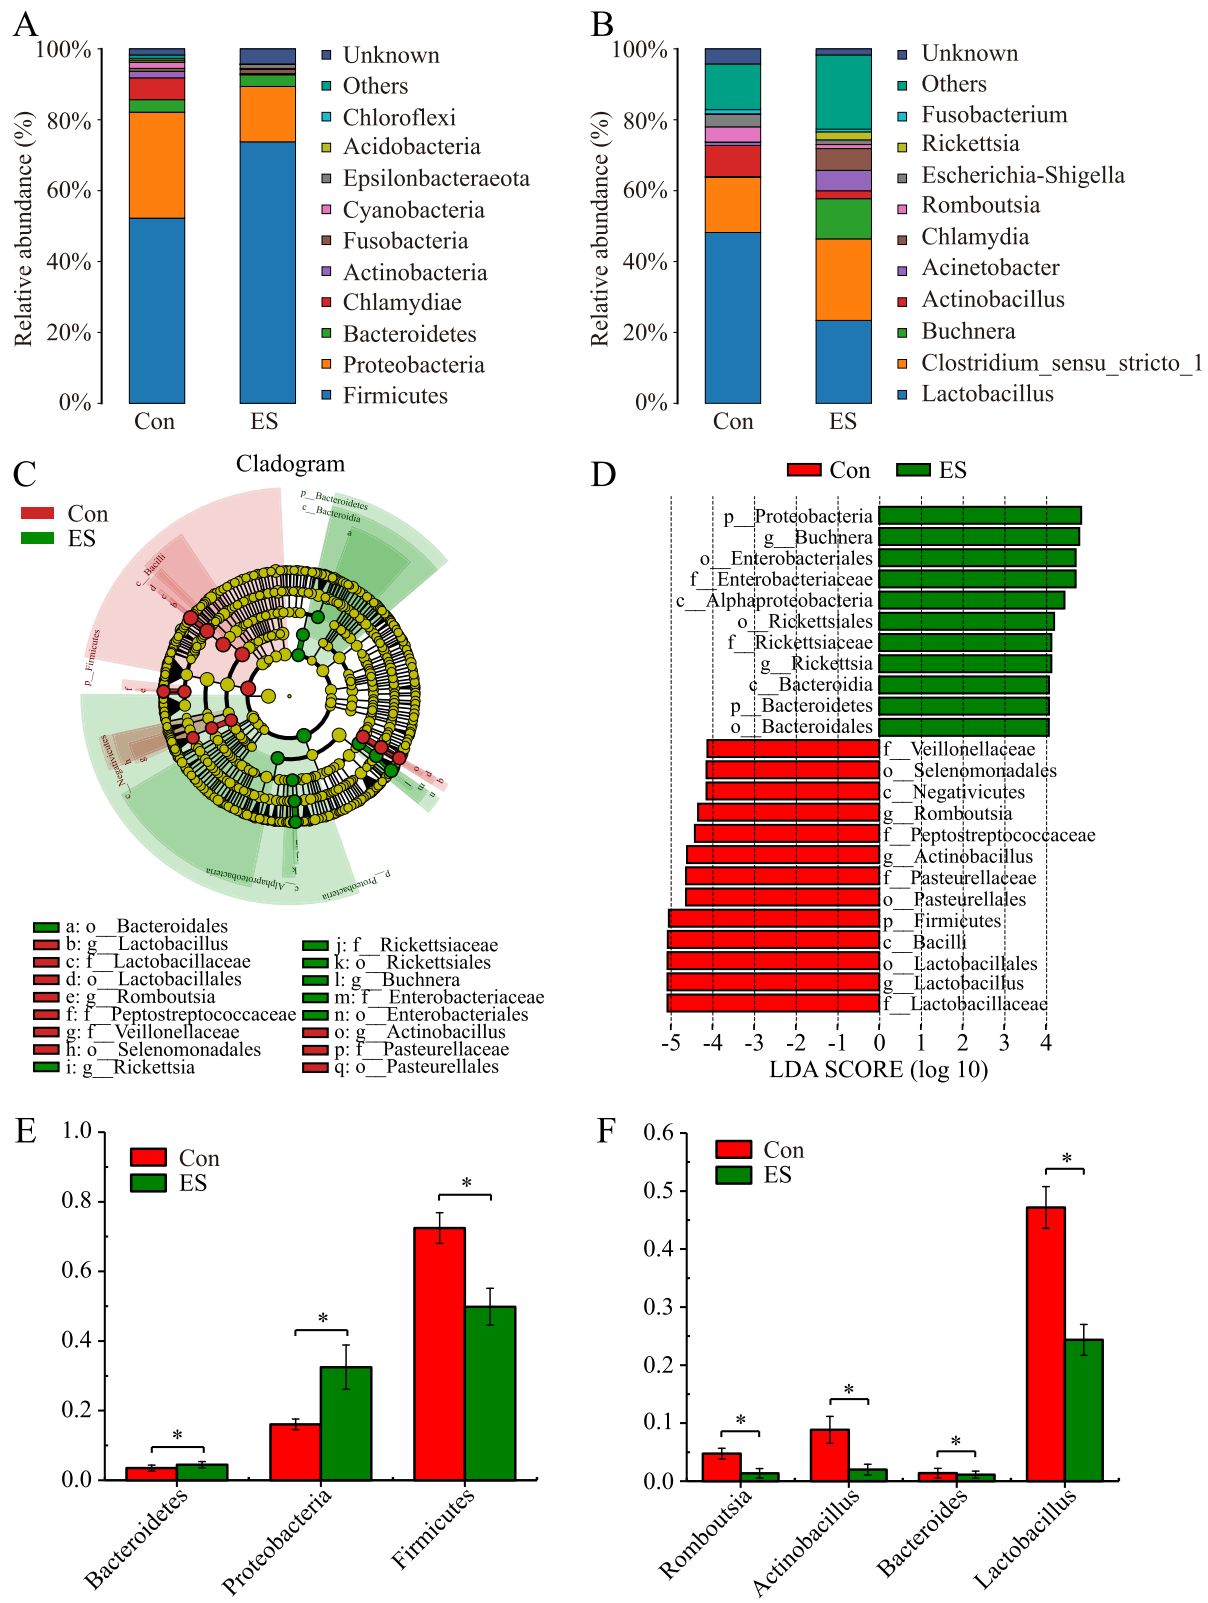 A
100%
80%
60%
40%
20%
0%
Relative abundance (%)
Con
ES
Unknown
Others
Chloroflexi
Acidobacteria
Epsilonbacteraeota
Cyanobacteria
Fusobacteria
Actinobacteria
Chlamydiae
Bacteroidetes
Proteobacteria
Firmicutes
B
100%
80%
60%
40%
20%
0%
Relative abundance (%)
Con
ES
Unknown
Others
Fusobacterium
Rickettsia
Escherichia-Shigella
Romboutsia
Chlamydia
Acinetobacter
Actinobacillus
Buchnera
Clostridium_sensu_stricto_1
Lactobacillus
C
Cladogram
Con
ES
p__Bacteroidetes
c__Bacteroidia
a
c__Bacilli
d
p__Firmicutes
f
e
c__Negativicutes
h
g
c__Alphaproteobacteria
p__Proteobacteria
k
j
n
m
q
p
o
a: o__Bacteroidales
b: g__Lactobacillus
c: f__Lactobacillaceae
d: o__Lactobacillales
e: g__Romboutsia
f: f__Peptostreptococcaceae
g: f__Veillonellaceae
h: o__Selenomonadales
i: g__Rickettsia
j: f__Rickettsiaceae
k: o__Rickettsiales
l: g__Buchnera
m: f__Enterobacteriaceae
n: o__Enterobacteriales
o: g__Actinobacillus
p: f__Pasteurellaceae
q: o__Pasteurellales
D
Con
ES
p__Proteobacteria
g__Buchnera
o__Enterobacteriales
f__Enterobacteriaceae
c__Alphaproteobacteria
o__Rickettsiales
f__Rickettsiaceae
g__Rickettsia
c__Bacteroidia
p__Bacteroidetes
o__Bacteroidales
f__Veillonellaceae
o__Selenomonadales
c__Negativicutes
g__Romboutsia
f__Peptostreptococcaceae
g__Actinobacillus
f__Pasteurellaceae
o__Pasteurellales
p__Firmicutes
c__Bacilli
o__Lactobacillales
g__Lactobacillus
f__Lactobacillaceae
-5 -4 -3 -2 -1 0 1 2 3 4
LDA SCORE (log 10)
E
1.0
0.8
0.6
0.4
0.2
0.0
Con
ES
*
*
*
Bacteroidetes
Proteobacteria
Firmicutes
F
0.6
0.5
0.4
0.3
0.2
0.1
0.0
Con
ES
*
*
*
*
Romboutsia
Actinobacillus
Bacteroides
Lactobacillus